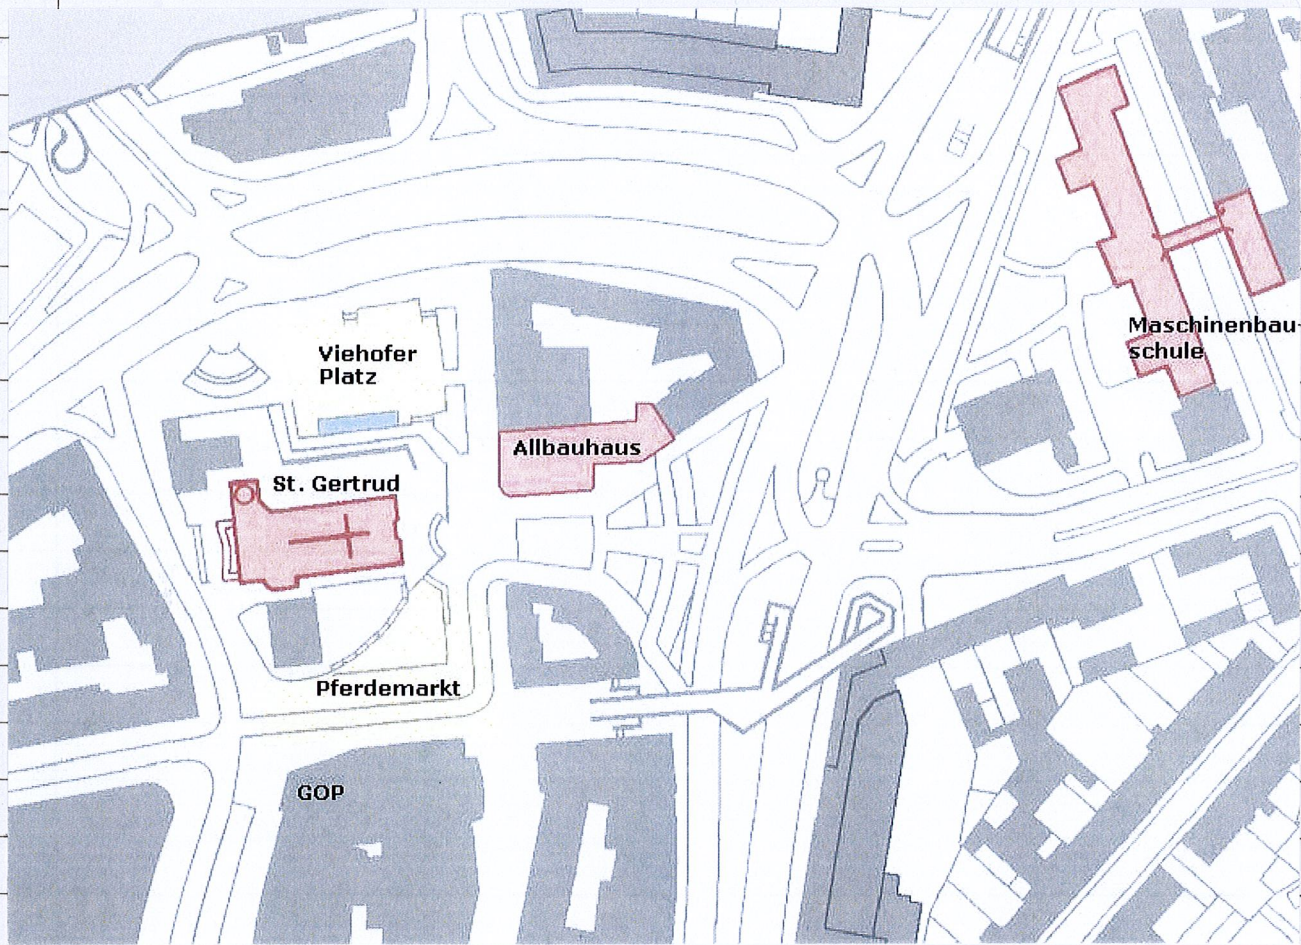 Viehofer
Platz
Maschinenbau-
schule
Allbauhaus
St. Gertrud
Pferdemarkt
GOP